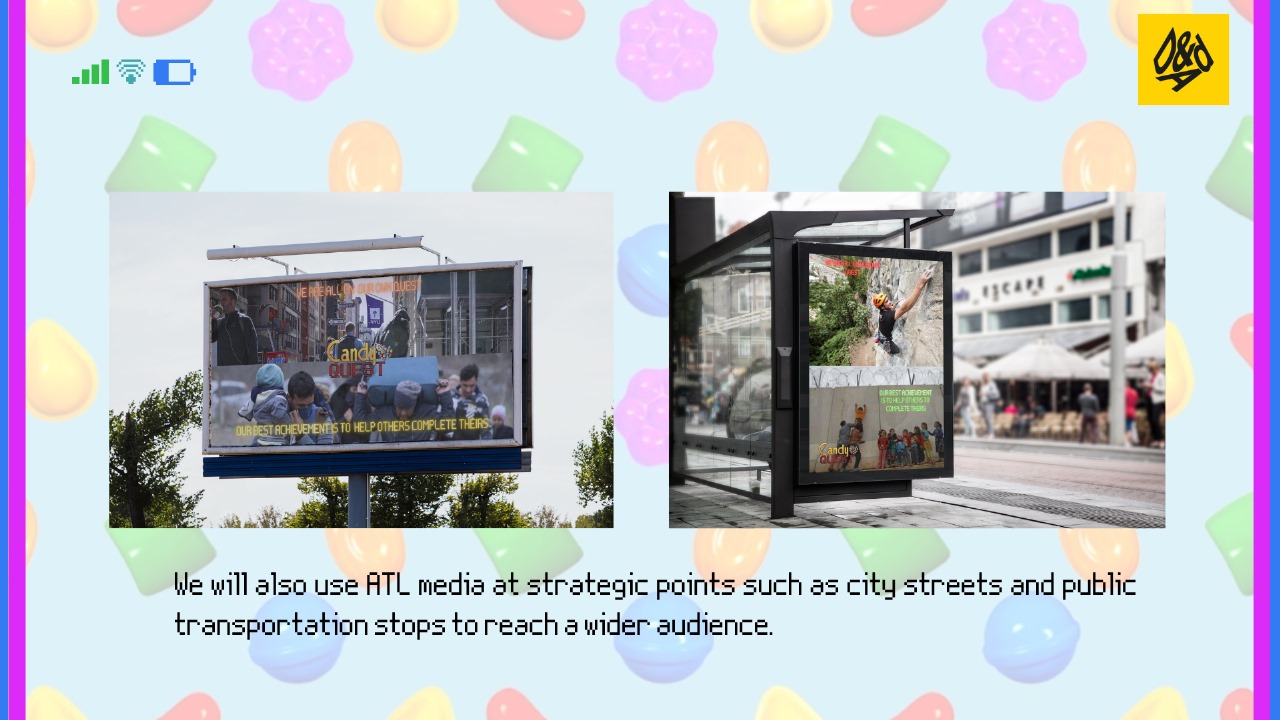 D&AD
WE ARE ALL ON OUR OWN QUEST
Candy
QUEST
OUR BEST ACHIEVEMENT IS TO HELP OTHERS COMPLETE THEIRS
OUR BEST ACHIEVEMENT
IS TO HELP OTHERS TO
COMPLETE THEIRS
Candy
QUEST
ESCAPE
We will also use ATL media at strategic points such as city streets and public
transportation stops to reach a wider audience.